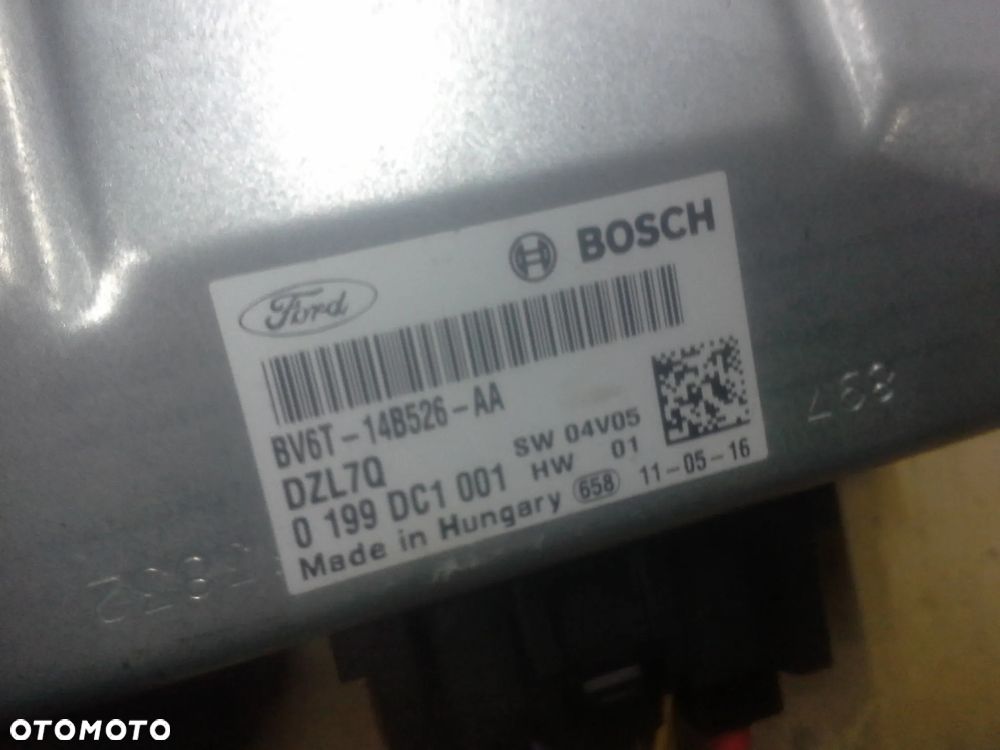 Ford
BOSCH
BV6T-14B526-AA
DZL7Q
SW 04V05
0 199 DC1 001
HW 01
Made in Hungary
658
11-05-16
OTOMOTO